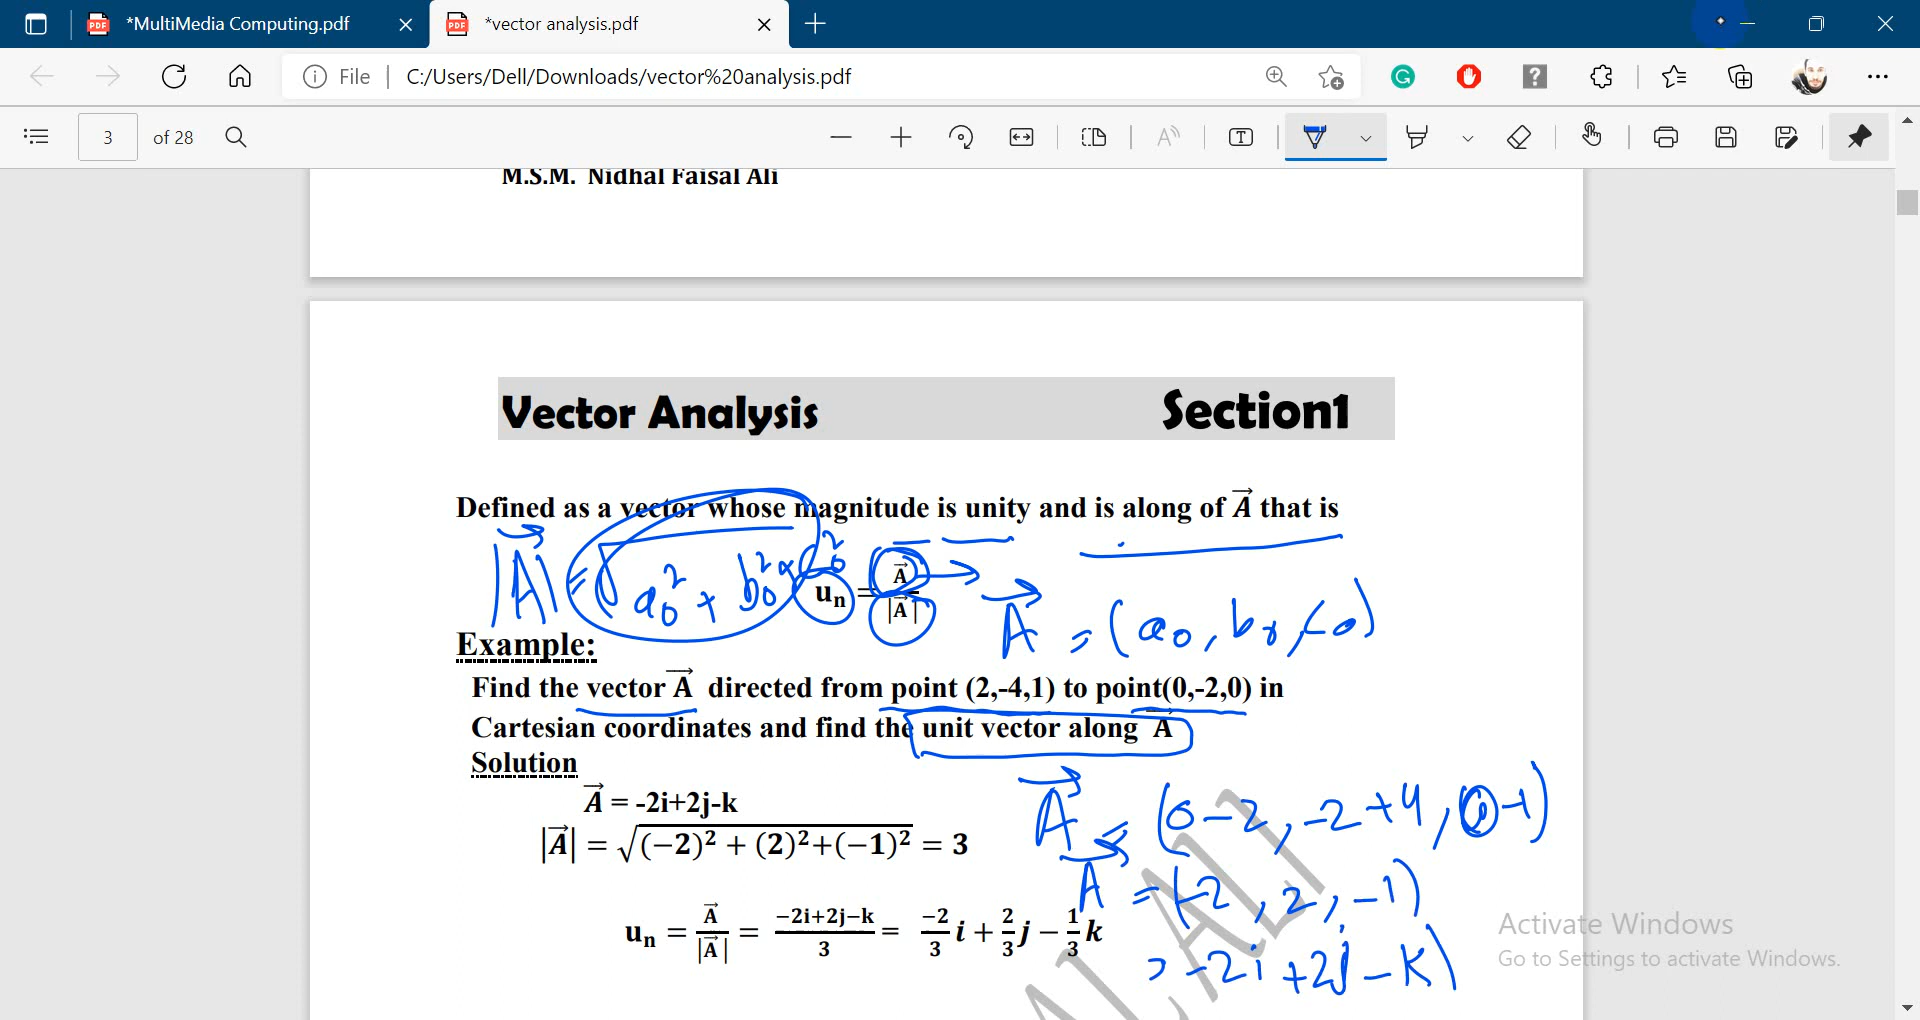 *MultiMedia Computing.pdf
*vector analysis.pdf
File C:/Users/Dell/Downloads/vector%20analysis.pdf
3 of 28
M.S.M. Nidhal Faisal Ali
Vector Analysis Section1
Defined as a vector whose magnitude is unity and is along of A⃗ that is
|A⃗| = √a₀² + b₀² + c₀²
uₙ = A⃗ / |A⃗|
A⃗ = (a₀, b₀, c₀)
Example:
Find the vector A⃗ directed from point (2,-4,1) to point(0,-2,0) in
Cartesian coordinates and find the unit vector along A⃗
Solution
A⃗ = -2i+2j-k
|A⃗| = √(−2)² + (2)²+(−1)² = 3
A⃗ = (0-2, -2+4, 0-1)
A⃗ = (-2, 2, -1)
uₙ = A⃗/|A⃗| = −2i+2j−k/3 = −2/3 i + 2/3 j − 1/3 k
= -2i+2j-k)
Activate Windows
Go to Settings to activate Windows.